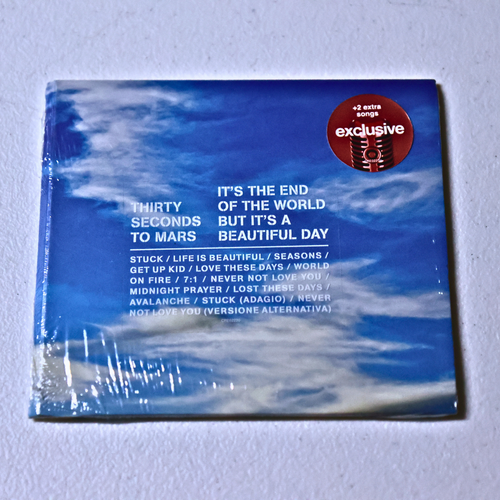 +2 extra
songs
exclusive
THIRTY
SECONDS
TO MARS
IT'S THE END
OF THE WORLD
BUT IT'S A
BEAUTIFUL DAY
STUCK / LIFE IS BEAUTIFUL / SEASONS /
GET UP KID / LOVE THESE DAYS / WORLD
ON FIRE / 7:1 / NEVER NOT LOVE YOU /
MIDNIGHT PRAYER / LOST THESE DAYS /
AVALANCHE / STUCK (ADAGIO) / NEVER
NOT LOVE YOU (VERSIONE ALTERNATIVA)